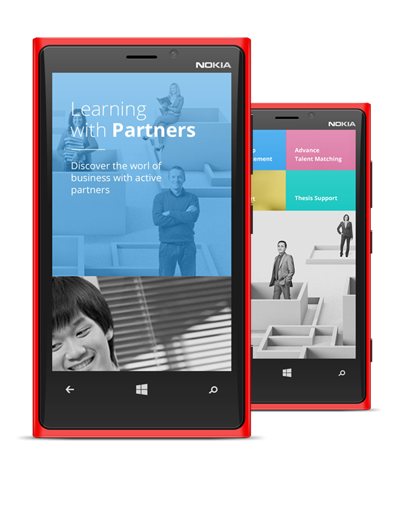 NOKIA
Learning
with Partners
Discover the worl of
business with active
partners
NOKIA
Advance
Talent Matching
Thesis Support